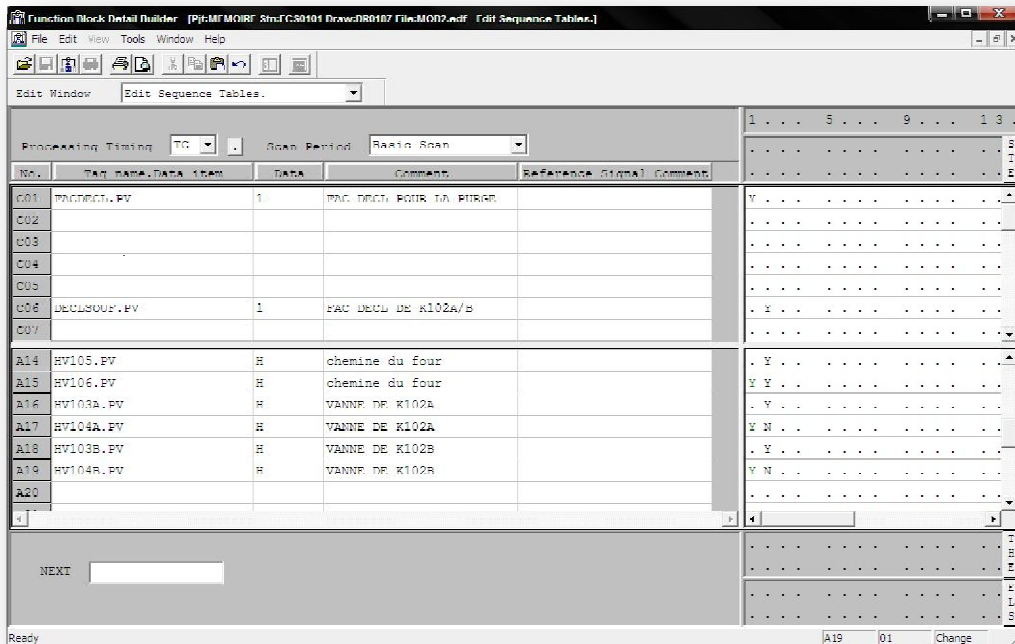 Function Block Detail Builder - [Pjt:MEMOIRE Stn:FCS0101 Draw:DR0107 File:MOD2.edf Edit Sequence Tables.]
File Edit View Tools Window Help
Edit Window Edit Sequence Tables.
1 . . . 5 . . . 9 . . . 13 .
Processing Timing TC . Scan Period Basic Scan
. . . . . . . . . . . . . . S
T
No. Tag name.Data item Data Comment Reference Signal Comment . . . . . . . . . . . . . . E
C01 FACDECL.PV 1 FAC DECL POUR LA PURGE Y . . . . . . . . . . . . .
C02 . . . . . . . . . . . . . .
C03 . . . . . . . . . . . . . .
C04 . . . . . . . . . . . . . .
C05 . . . . . . . . . . . . . .
C06 DECLSOUF.PV 1 FAC DECL DE K102A/B . Y . . . . . . . . . . . .
C07 . . . . . . . . . . . . . .
A14 HV105.PV H chemine du four . Y . . . . . . . . . . . .
A15 HV106.PV H chemine du four Y Y . . . . . . . . . . . .
A16 HV103A.PV H VANNE DE K102A . Y . . . . . . . . . . . .
A17 HV104A.PV H VANNE DE K102A Y N . . . . . . . . . . . .
A18 HV103B.PV H VANNE DE K102B . Y . . . . . . . . . . . .
A19 HV104B.PV H VANNE DE K102B Y N . . . . . . . . . . . .
A20 . . . . . . . . . . . . . .
NEXT
. . . . . . . . . . . . . . T
H
. . . . . . . . . . . . . . E
. . . . . . . . . . . . . . E
L
. . . . . . . . . . . . . . S
Ready A19 01 Change